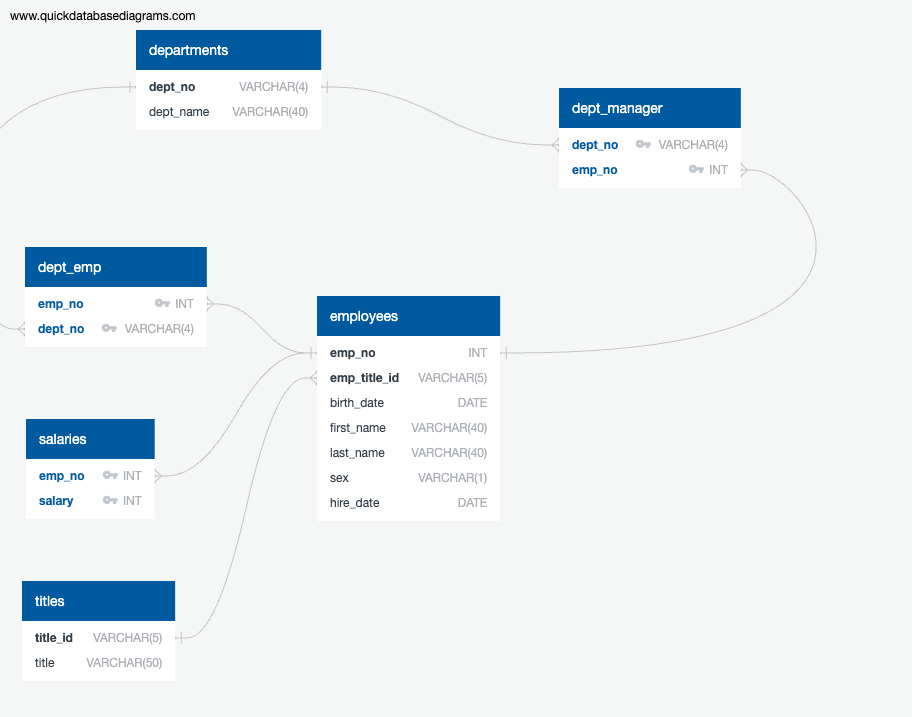 www.quickdatabasediagrams.com
departments
dept_no VARCHAR(4)
dept_name VARCHAR(40)
dept_manager
dept_no VARCHAR(4)
emp_no INT
dept_emp
emp_no INT
dept_no VARCHAR(4)
employees
emp_no INT
emp_title_id VARCHAR(5)
birth_date DATE
first_name VARCHAR(40)
last_name VARCHAR(40)
sex VARCHAR(1)
hire_date DATE
salaries
emp_no INT
salary INT
titles
title_id VARCHAR(5)
title VARCHAR(50)